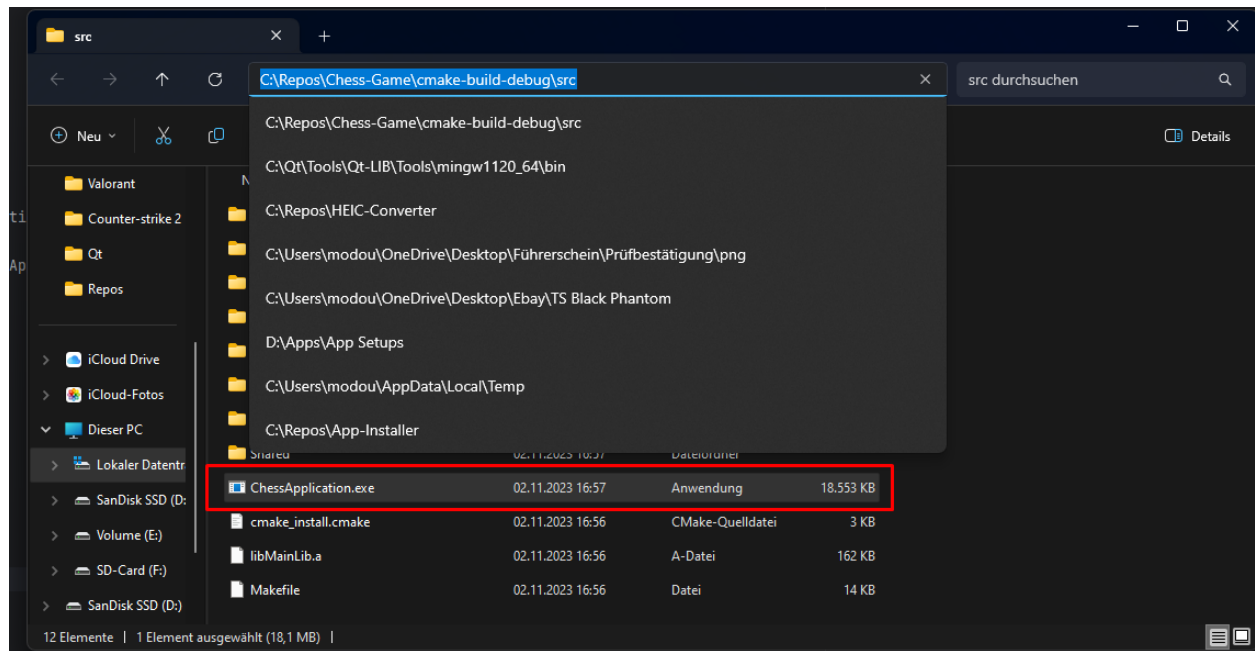 src
C:\Repos\Chess-Game\cmake-build-debug\src
src durchsuchen
Neu
Details
C:\Repos\Chess-Game\cmake-build-debug\src
C:\Qt\Tools\Qt-LIB\Tools\mingw1120_64\bin
C:\Repos\HEIC-Converter
C:\Users\modou\OneDrive\Desktop\Führerschein\Prüfbestätigung\png
C:\Users\modou\OneDrive\Desktop\Ebay\TS Black Phantom
D:\Apps\App Setups
C:\Users\modou\AppData\Local\Temp
C:\Repos\App-Installer
Valorant
Counter-strike 2
Qt
Repos
iCloud Drive
iCloud-Fotos
Dieser PC
Lokaler Datentr
SanDisk SSD (D:
Volume (E:)
SD-Card (F:)
SanDisk SSD (D:)
Shared 02.11.2023 16:57 Dateiordner
ChessApplication.exe 02.11.2023 16:57 Anwendung 18.553 KB
cmake_install.cmake 02.11.2023 16:56 CMake-Quelldatei 3 KB
libMainLib.a 02.11.2023 16:56 A-Datei 162 KB
Makefile 02.11.2023 16:56 Datei 14 KB
12 Elemente | 1 Element ausgewählt (18,1 MB) |